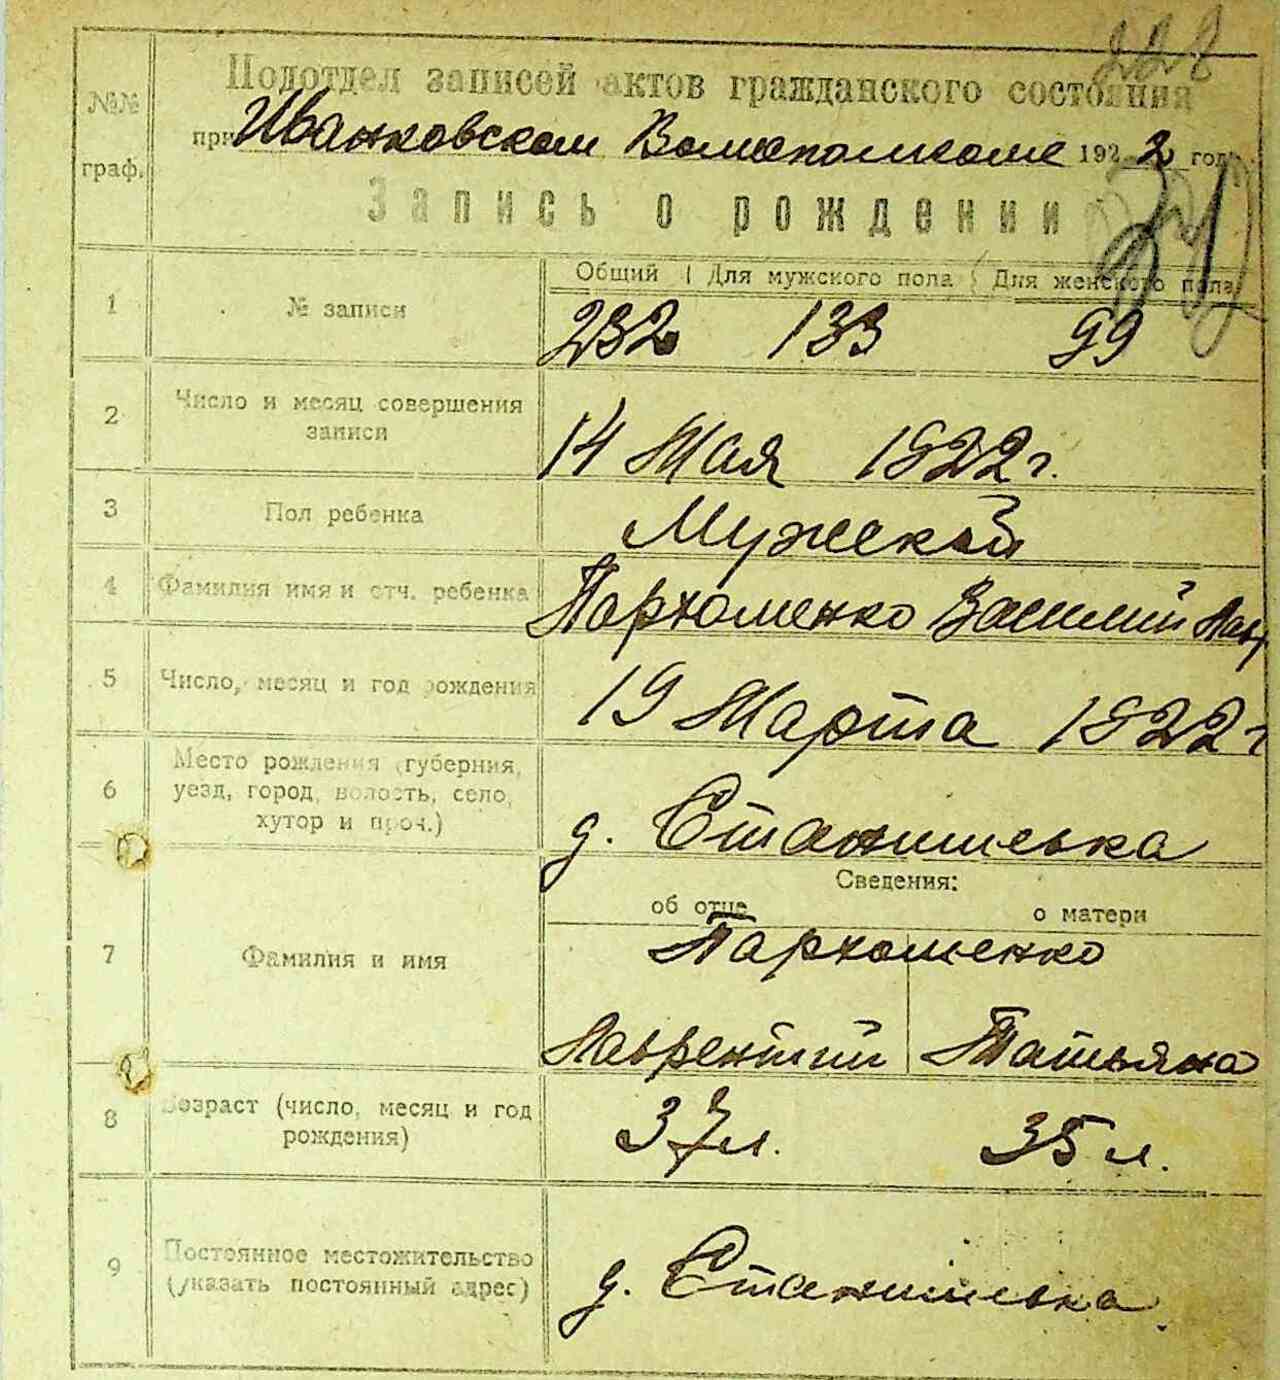 228
№№ граф.
Подотдел записей актов гражданского состояния
при Иванковском Волисполкоме 1922 году
Запись о рождении
1 № записи
Общий Для мужского пола Для женского пола
232 133 99
2 Число и месяц совершения
записи
14 Мая 1922 г.
3 Пол ребенка Мужской
4 Фамилия имя и отч. ребенка Пархоменко Василий Лавр
5 Число, месяц и год рождения 19 Марта 1922 г
6 Место рождения (губерния,
уезд, город, волость, село,
хутор и проч.)
д. Станишевка
Сведения:
об отце о матери
7 Фамилия и имя
Пархоменко
Лаврентий Татьяна
8 Возраст (число, месяц и год
рождения)
37 л. 35 л.
9 Постоянное местожительство
(указать постоянный адрес)
д. Станишевка